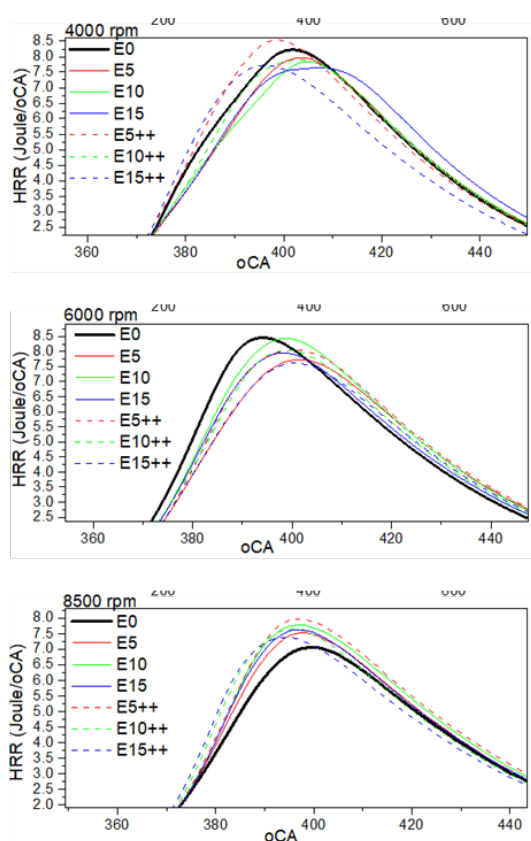 200 400 600
4000 rpm
HRR (Joule/oCA)
8.5
8.0
7.5
7.0
6.5
6.0
5.5
5.0
4.5
4.0
3.5
3.0
2.5
E0
E5
E10
E15
E5++
E10++
E15++
360 380 400 420 440
oCA
200 400 600
6000 rpm
HRR (Joule/oCA)
8.5
8.0
7.5
7.0
6.5
6.0
5.5
5.0
4.5
4.0
3.5
3.0
2.5
E0
E5
E10
E15
E5++
E10++
E15++
360 380 400 420 440
oCA
200 400 600
8500 rpm
HRR (Joule/oCA)
8.0
7.5
7.0
6.5
6.0
5.5
5.0
4.5
4.0
3.5
3.0
2.5
2.0
E0
E5
E10
E15
E5++
E10++
E15++
360 380 400 420 440
oCA